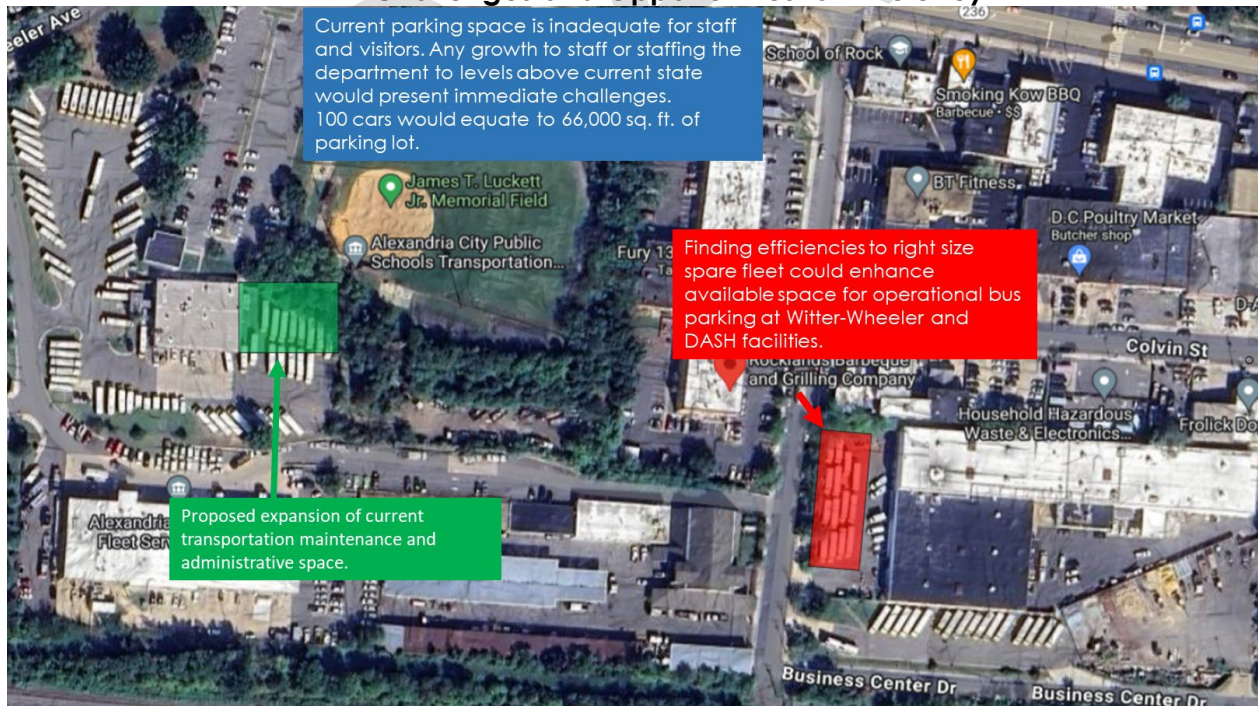 eeler Ave
236
Current parking space is inadequate for staff
and visitors. Any growth to staff or staffing the
department to levels above current state
would present immediate challenges.
100 cars would equate to 66,000 sq. ft. of
parking lot.
School of Rock
Smoking Kow BBQ
Barbecue • $$
James T. Luckett
Jr. Memorial Field
BT Fitness
Alexandria City Public
Schools Transportation...
D.C. Poultry Market
Butcher shop
Fury 13
Ta
Finding efficiencies to right size
spare fleet could enhance
available space for operational bus
parking at Witter-Wheeler and
DASH facilities.
Colvin St
Rocklands Barbeque
and Grilling Company
Household Hazardous
Waste & Electronics...
Frolick Do
Alexandria
Fleet Ser
Proposed expansion of current
transportation maintenance and
administrative space.
Business Center Dr
Business Center Dr